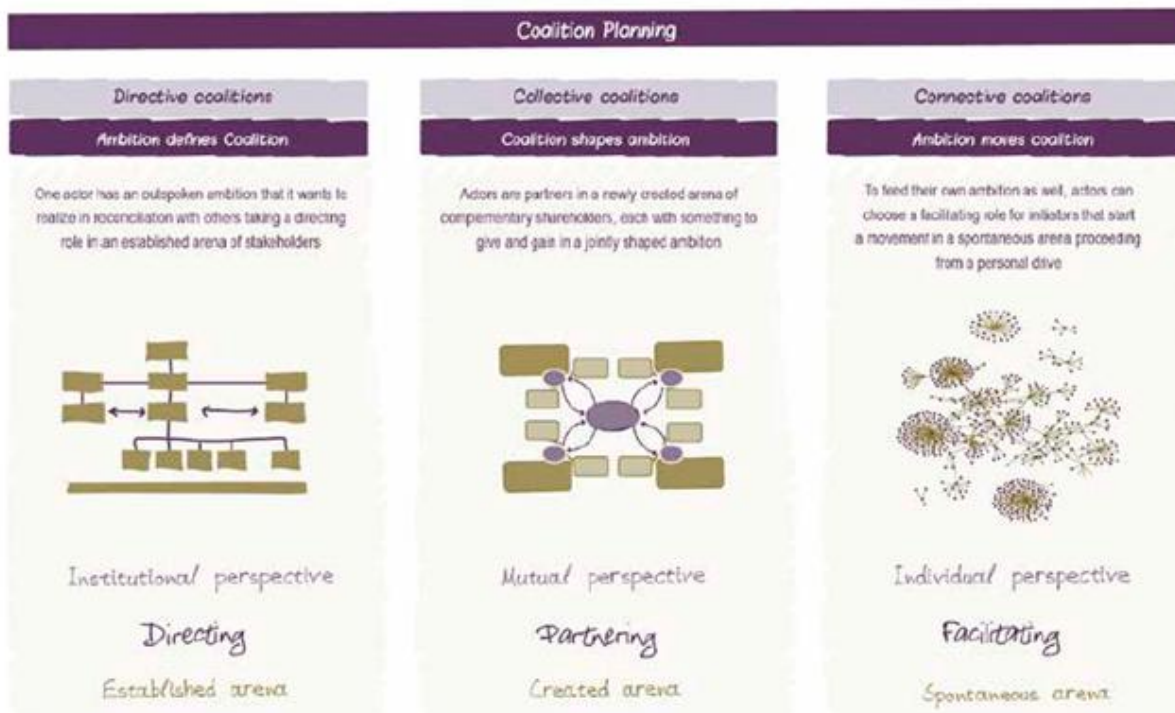 Coalition Planning
Directive coalitions
Ambition defines Coalition
One actor has an outspoken ambition that it wants to
realize in reconciliation with others taking a directing
role in an established arena of stakeholders
Institutional perspective
Directing
Established arena
Collective coalitions
Coalition shapes ambition
Actors are partners in a newly created arena of
complementary shareholders, each with something to
give and gain in a jointly shaped ambition
Mutual perspective
Partnering
Created arena
Connective coalitions
Ambition moves coalition
To feed their own ambition as well, actors can
choose a facilitating role for initiators that start
a movement in a spontaneous arena proceeding
from a personal drive
Individual perspective
Facilitating
Spontaneous arena